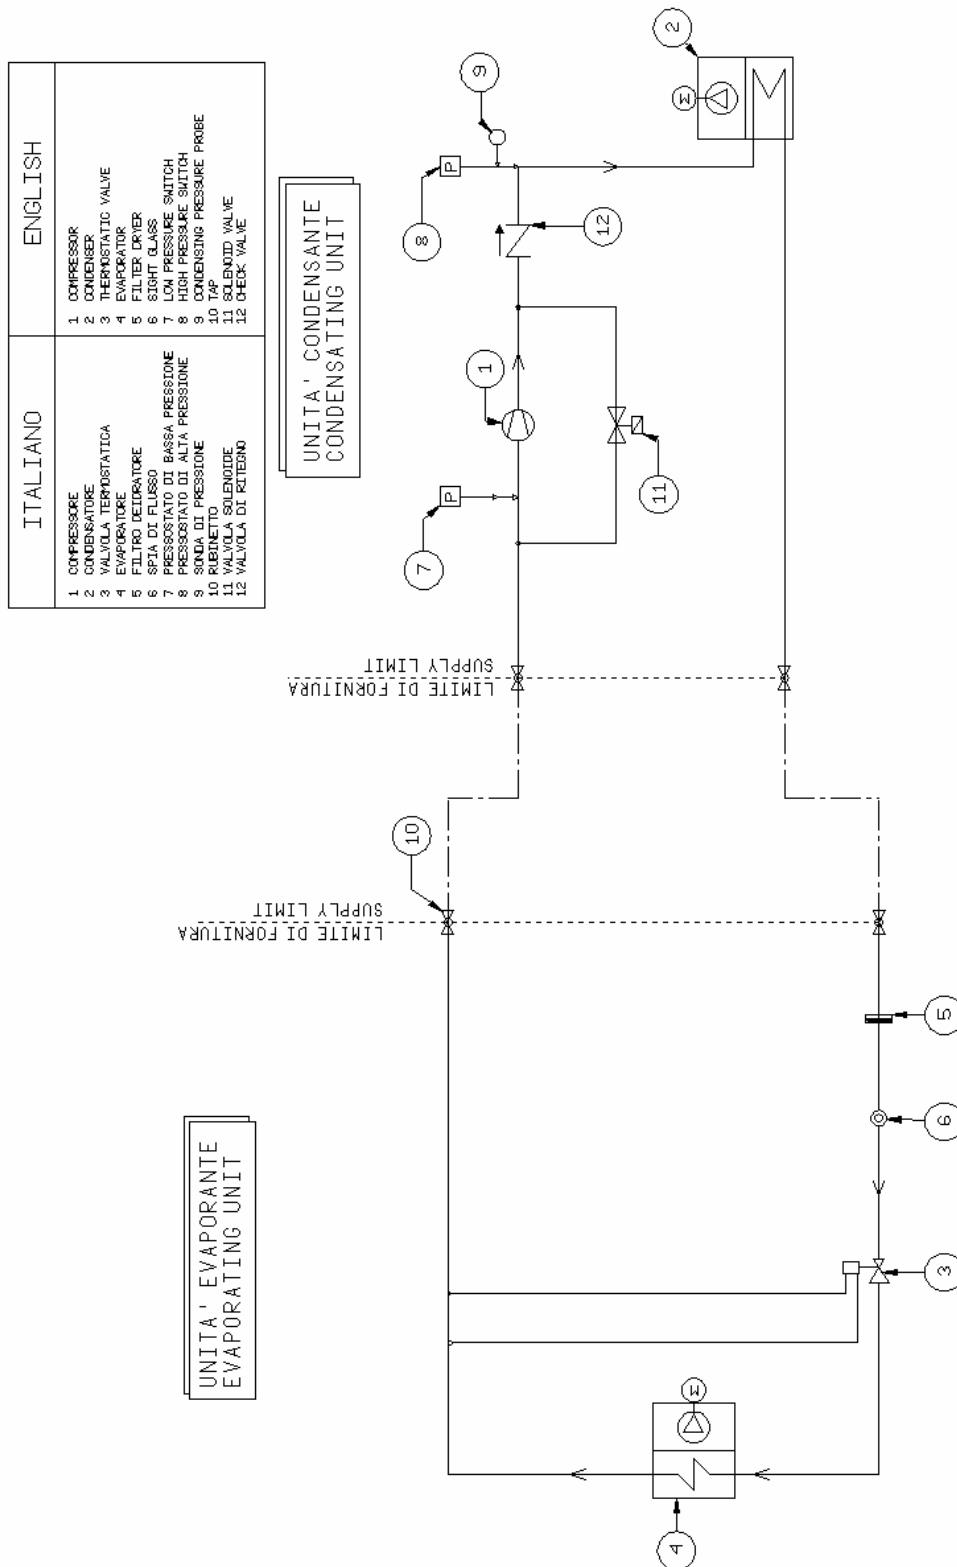 ITALIANO
1 COMPRESSORE
2 CONDENSATORE
3 VALVOLA TERMOSTATICA
4 EVAPORATORE
5 FILTRO DEIDRATORE
6 SPIA DI FLUSSO
7 PRESSOSTATO DI BASSA PRESSIONE
8 PRESSOSTATO DI ALTA PRESSIONE
9 SONDA DI PRESSIONE
10 RUBINETTO
11 VALVOLA SOLENOIDE
12 VALVOLA DI RITEGNO
ENGLISH
1 COMPRESSOR
2 CONDENSER
3 THERMOSTATIC VALVE
4 EVAPORATOR
5 FILTER DRYER
6 SIGHT GLASS
7 LOW PRESSURE SWITCH
8 HIGH PRESSURE SWITCH
9 CONDENSING PRESSURE PROBE
10 TAP
11 SOLENOID VALVE
12 CHECK VALVE
UNITA' EVAPORANTE
EVAPORATING UNIT
UNITA' CONDENSANTE
CONDENSATING UNIT
LIMITE DI FORNITURA
SUPPLY LIMIT
LIMITE DI FORNITURA
SUPPLY LIMIT
10
7
P
8
P
9
1
12
11
2
M
4
M
3
6
5